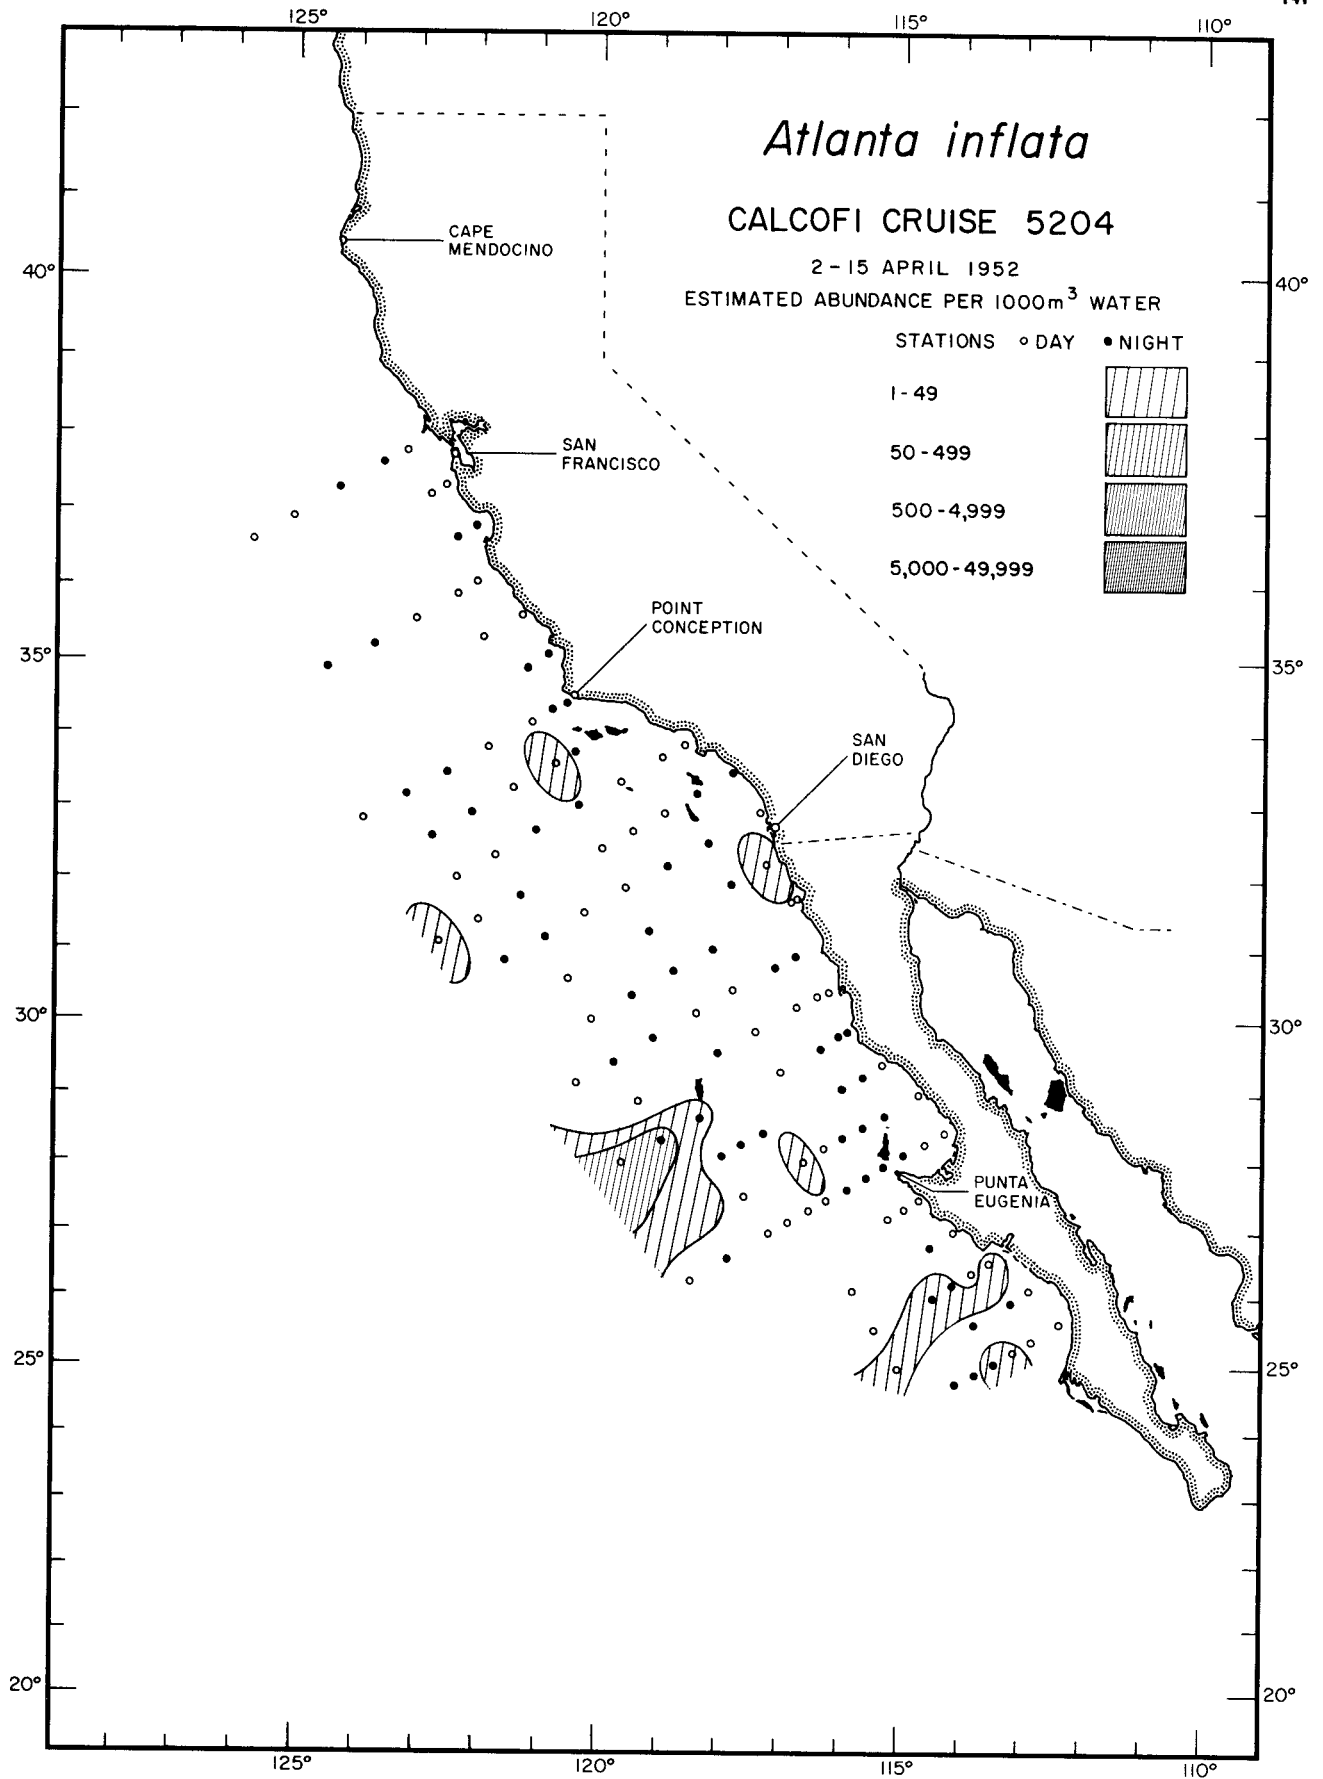 125°
120°
115°
110°
Atlanta inflata
CALCOFI CRUISE 5204
2-15 APRIL 1952
ESTIMATED ABUNDANCE PER 1000m³ WATER
STATIONS ○ DAY ● NIGHT
1-49
50-499
500-4,999
5,000-49,999
CAPE
MENDOCINO
40°
40°
SAN
FRANCISCO
POINT
CONCEPTION
35°
35°
SAN
DIEGO
30°
30°
PUNTA
EUGENIA
25°
25°
20°
20°
125°
120°
115°
110°